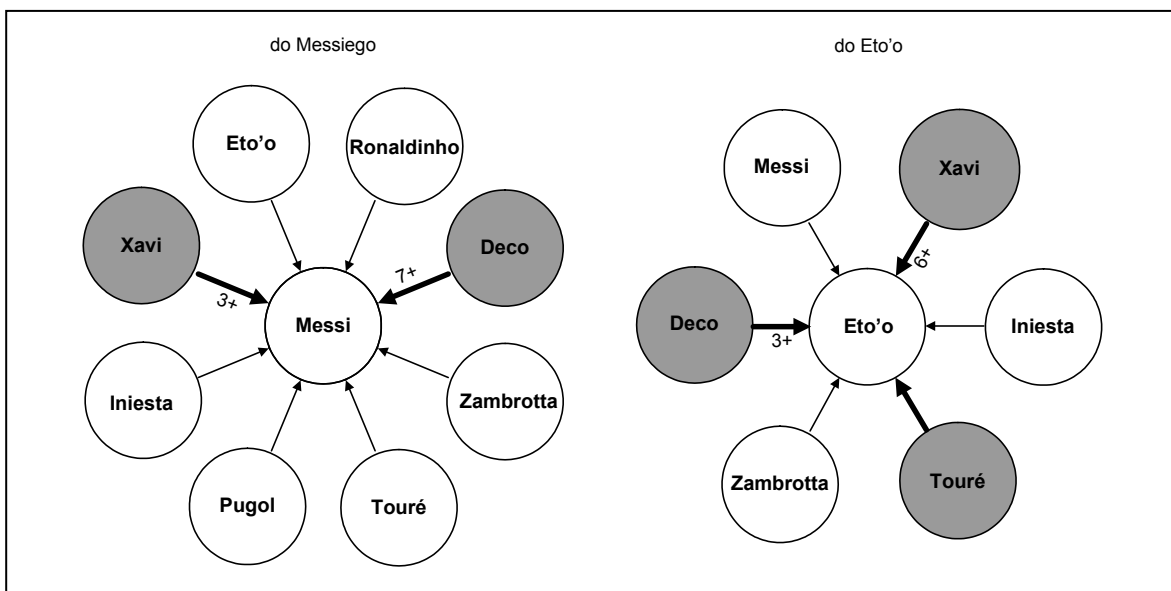 do Messiego
Eto'o
Ronaldinho
Xavi
Deco
3+
7+
Messi
Iniesta
Zambrotta
Pugol
Touré
do Eto'o
Messi
Xavi
6+
Deco
3+
Eto'o
Iniesta
Zambrotta
Touré